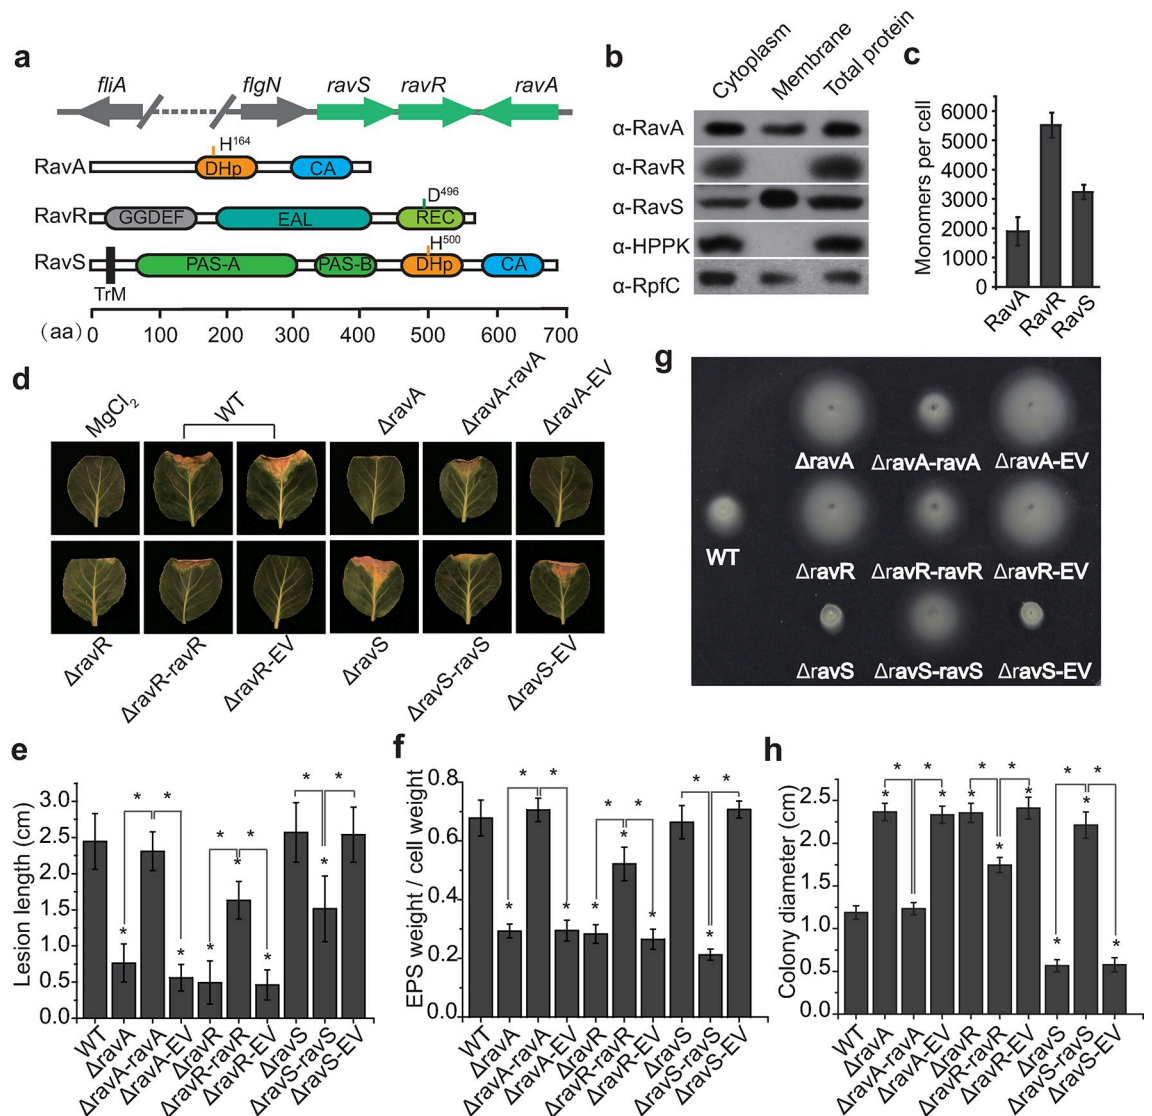 a
fliA flgN ravS ravR ravA
H164
RavA DHp CA
D496
RavR GGDEF EAL REC
H500
RavS PAS-A PAS-B DHp CA
TrM
(aa) 0 100 200 300 400 500 600 700
b
Cytoplasm Membrane Total protein
α-RavA
α-RavR
α-RavS
α-HPPK
α-RpfC
c
Monomers per cell
6000
5000
4000
3000
2000
1000
0
RavA RavR RavS
d
MgCl2 WT ΔravA ΔravA-ravA ΔravA-EV
ΔravR ΔravR-ravR ΔravR-EV ΔravS ΔravS-ravS ΔravS-EV
g
ΔravA ΔravA-ravA ΔravA-EV
WT
ΔravR ΔravR-ravR ΔravR-EV
ΔravS ΔravS-ravS ΔravS-EV
e
Lesion length (cm)
3.0
2.5
2.0
1.5
1.0
0.5
0.0
* * * * * *
* * * * * *
WT ΔravA ΔravA-ravA ΔravA-EV ΔravR ΔravR-ravR ΔravR-EV ΔravS ΔravS-ravS ΔravS-EV
f
EPS weight / cell weight
0.8
0.6
0.4
0.2
0.0
* * * * * *
* * * * * *
WT ΔravA ΔravA-ravA ΔravA-EV ΔravR ΔravR-ravR ΔravR-EV ΔravS ΔravS-ravS ΔravS-EV
h
Colony diameter (cm)
2.5
2.0
1.5
1.0
0.5
0.0
* * * * * *
* * * * * * * *
WT ΔravA ΔravA-ravA ΔravA-EV ΔravR ΔravR-ravR ΔravR-EV ΔravS ΔravS-ravS ΔravS-EV